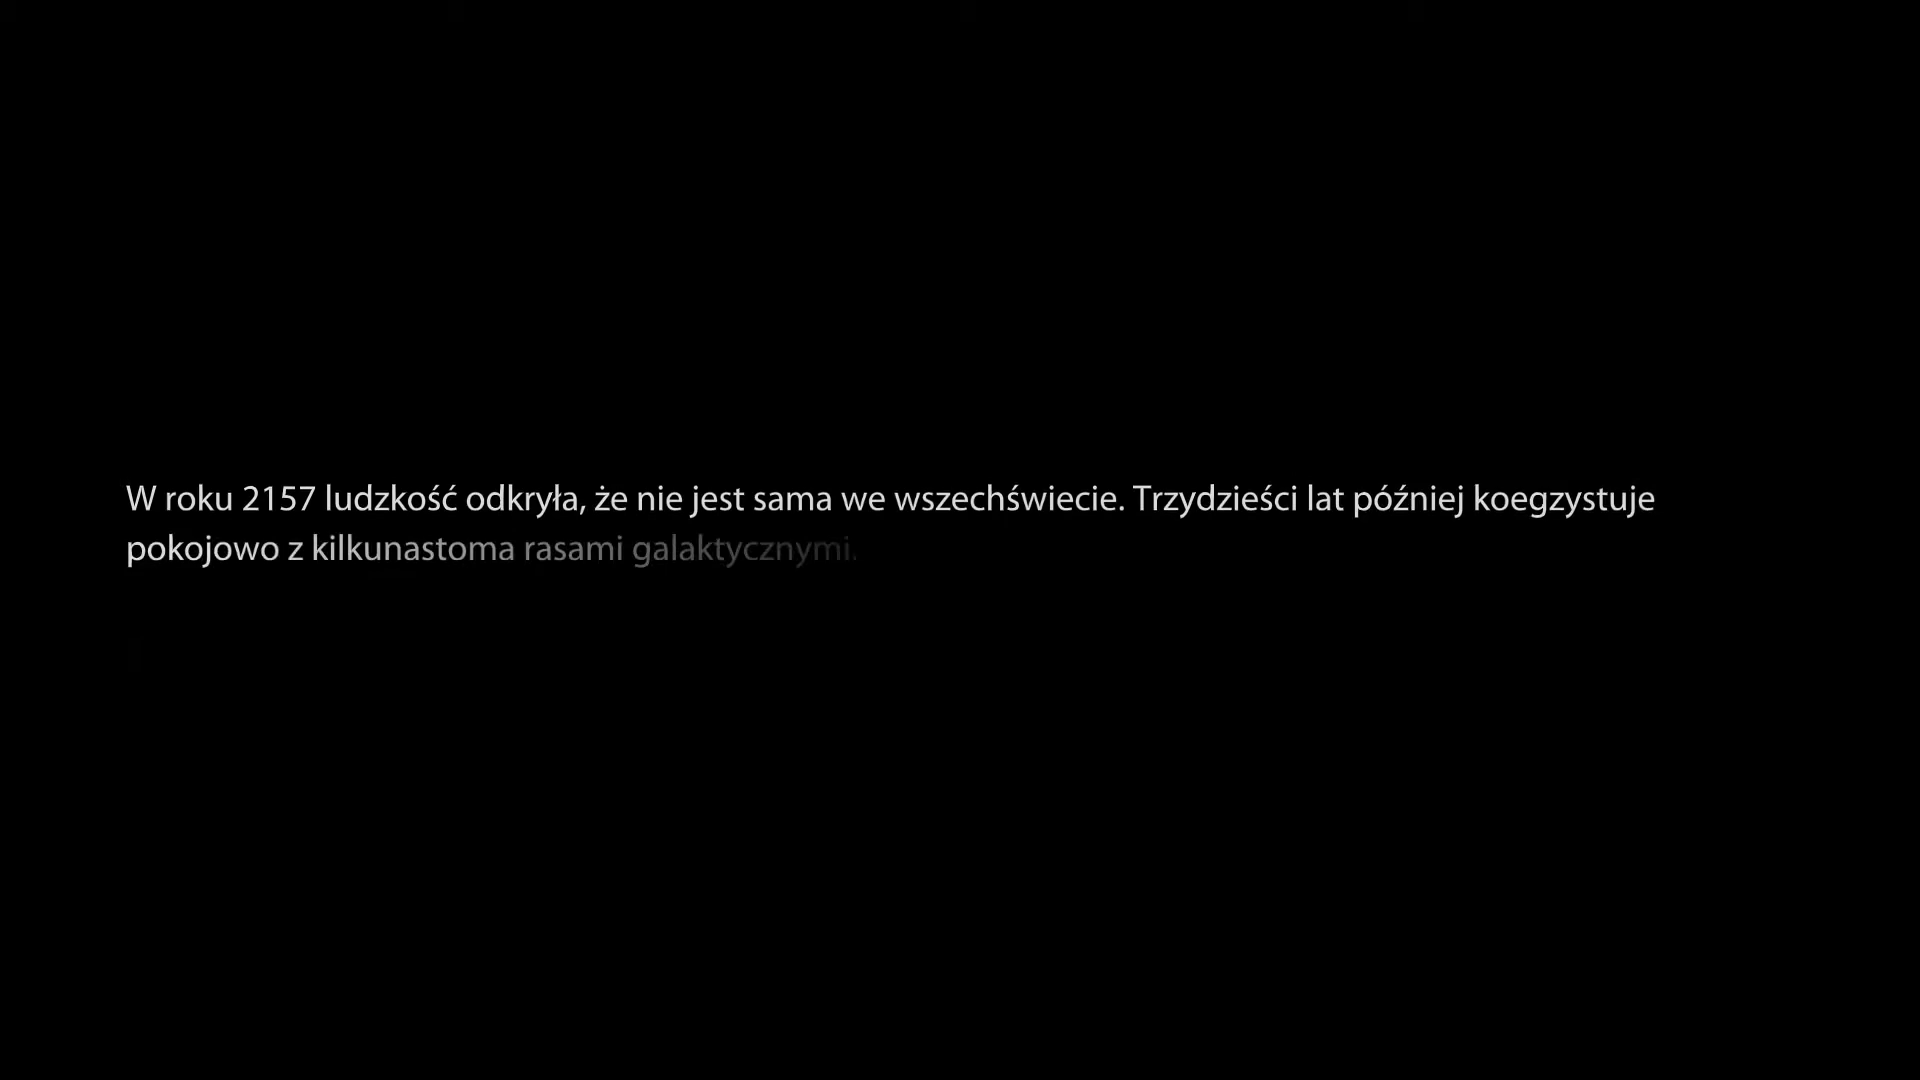 W roku 2157 ludzkość odkryła, że nie jest sama we wszechświecie. Trzydzieści lat później koegzystuje
pokojowo z kilkunastoma rasami galaktycznymi.